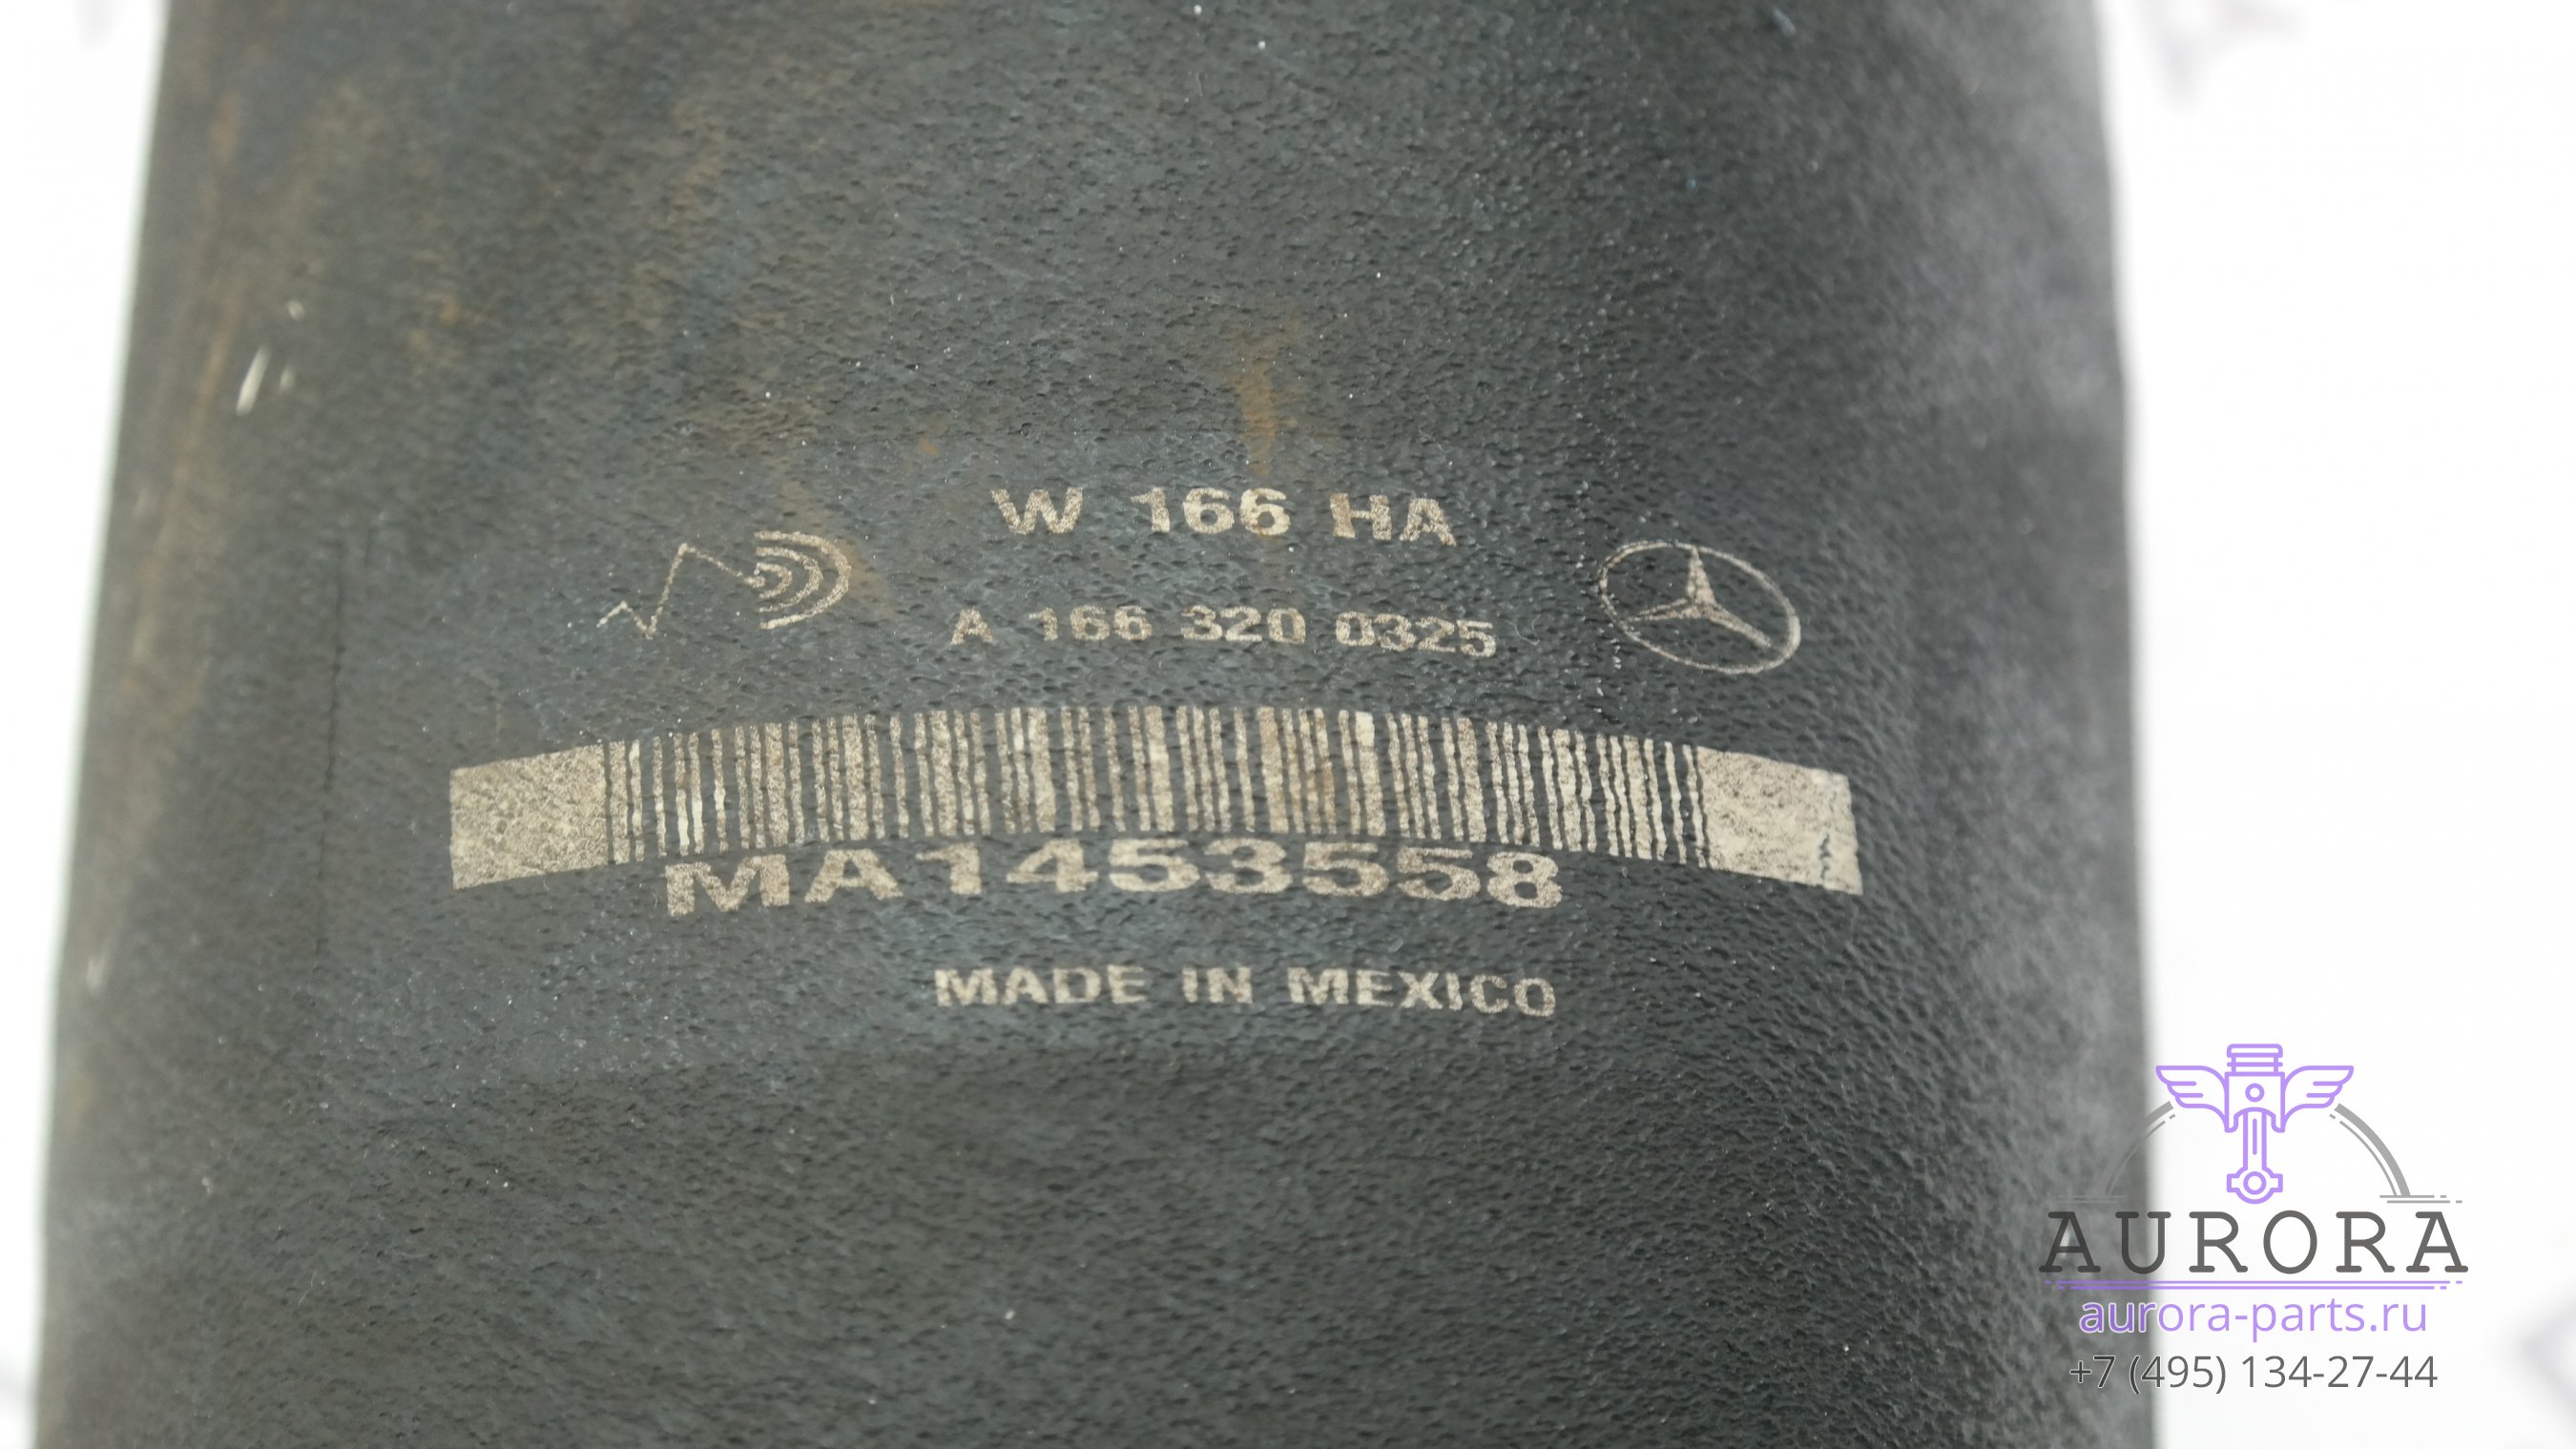 W 166 HA
A 166 320 0325
MA1453558
MADE IN MEXICO
AURORA
aurora-parts.ru
+7 (495) 134-27-44